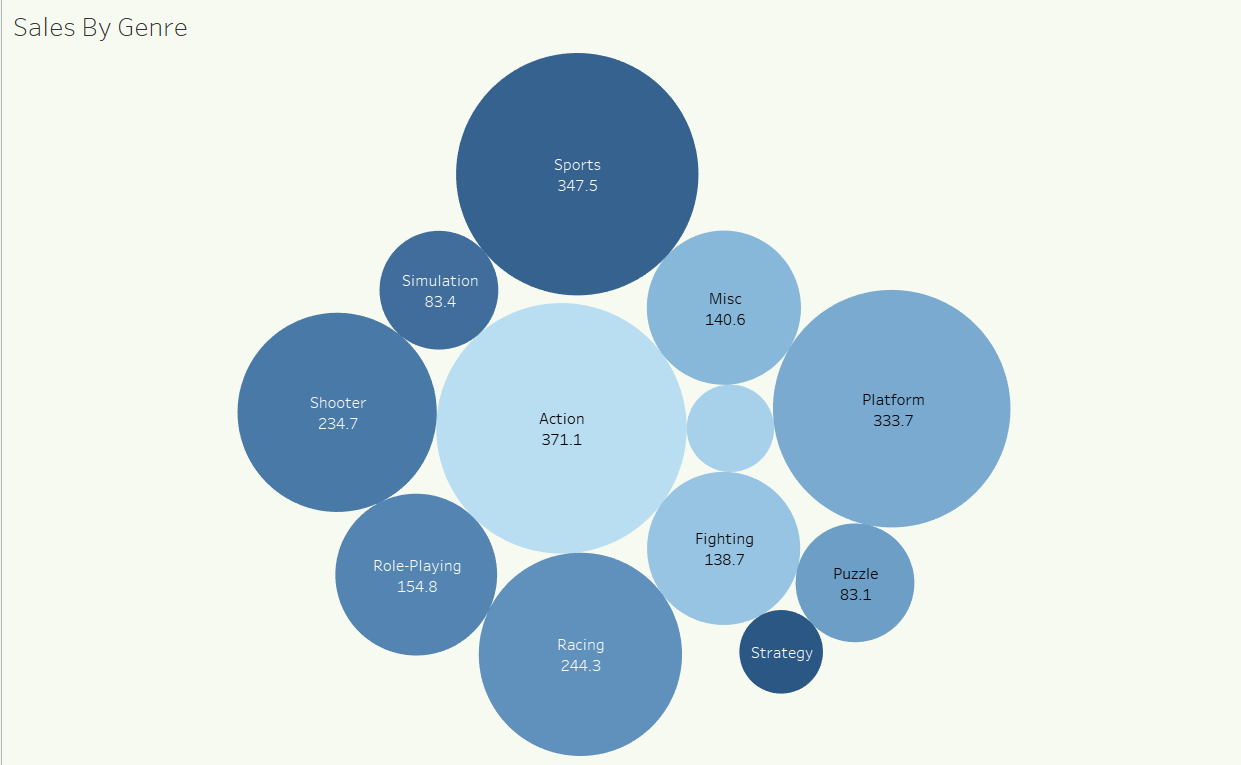 Sales By Genre
Sports
347.5
Simulation
83.4
Misc
140.6
Shooter
234.7
Action
371.1
Platform
333.7
Fighting
138.7
Role-Playing
154.8
Puzzle
83.1
Racing
244.3
Strategy